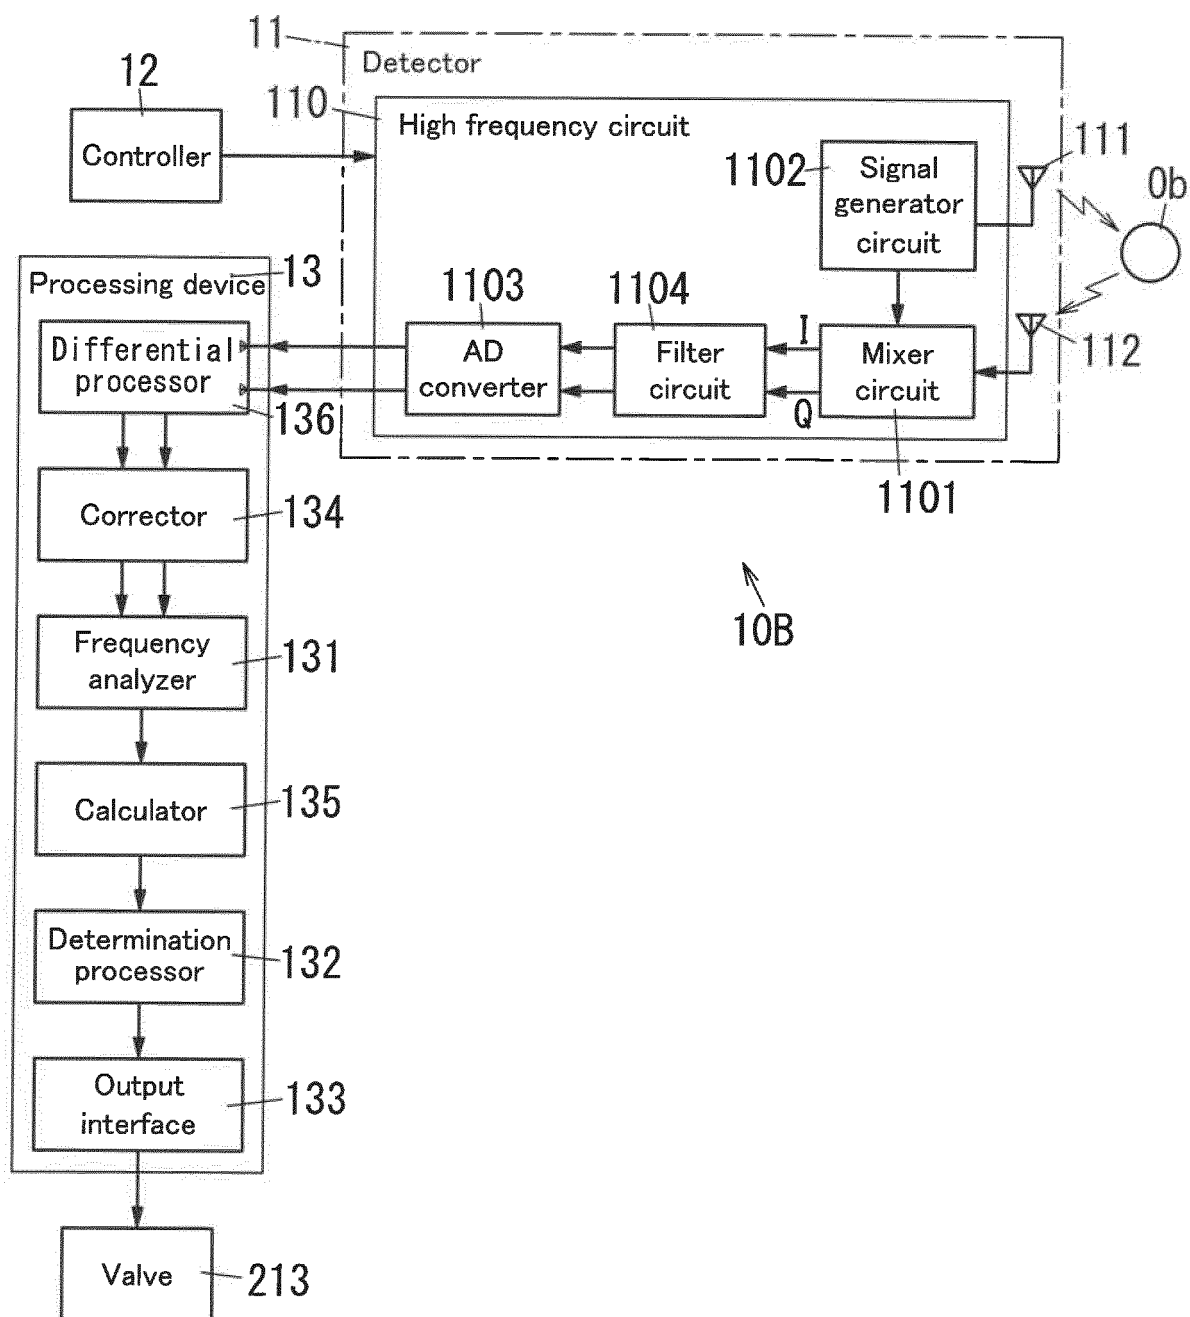 11
Detector
12
Controller
110
High frequency circuit
1102
Signal
generator
circuit
111
Ob
Processing device
13
1103
AD
converter
1104
Filter
circuit
I
Q
Mixer
circuit
112
1101
Differential
processor
136
Corrector
134
10B
Frequency
analyzer
131
Calculator
135
Determination
processor
132
Output
interface
133
Valve
213